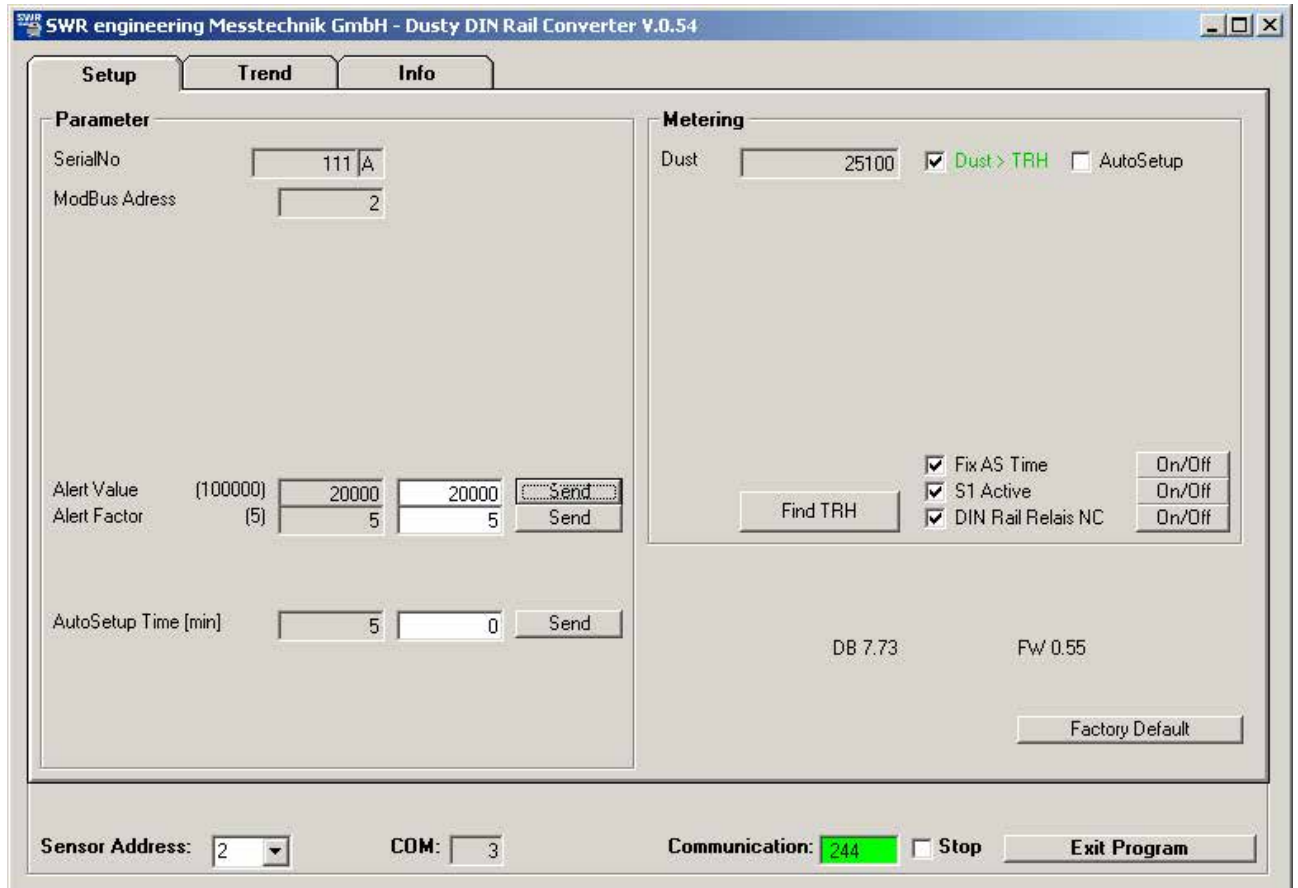 SWR engineering Messtechnik GmbH - Dusty DIN Rail Converter V.0.54
Setup Trend Info
Parameter
SerialNo 111 A
ModBus Adress 2
Alert Value (100000) 20000 20000 Send
Alert Factor (5) 5 5 Send
AutoSetup Time [min] 5 0 Send
Metering
Dust 25100 Dust > TRH AutoSetup
Fix AS Time On/Off
S1 Active On/Off
Find TRH DIN Rail Relais NC On/Off
DB 7.73 FW 0.55
Factory Default
Sensor Address: 2 COM: 3 Communication: 244 Stop Exit Program